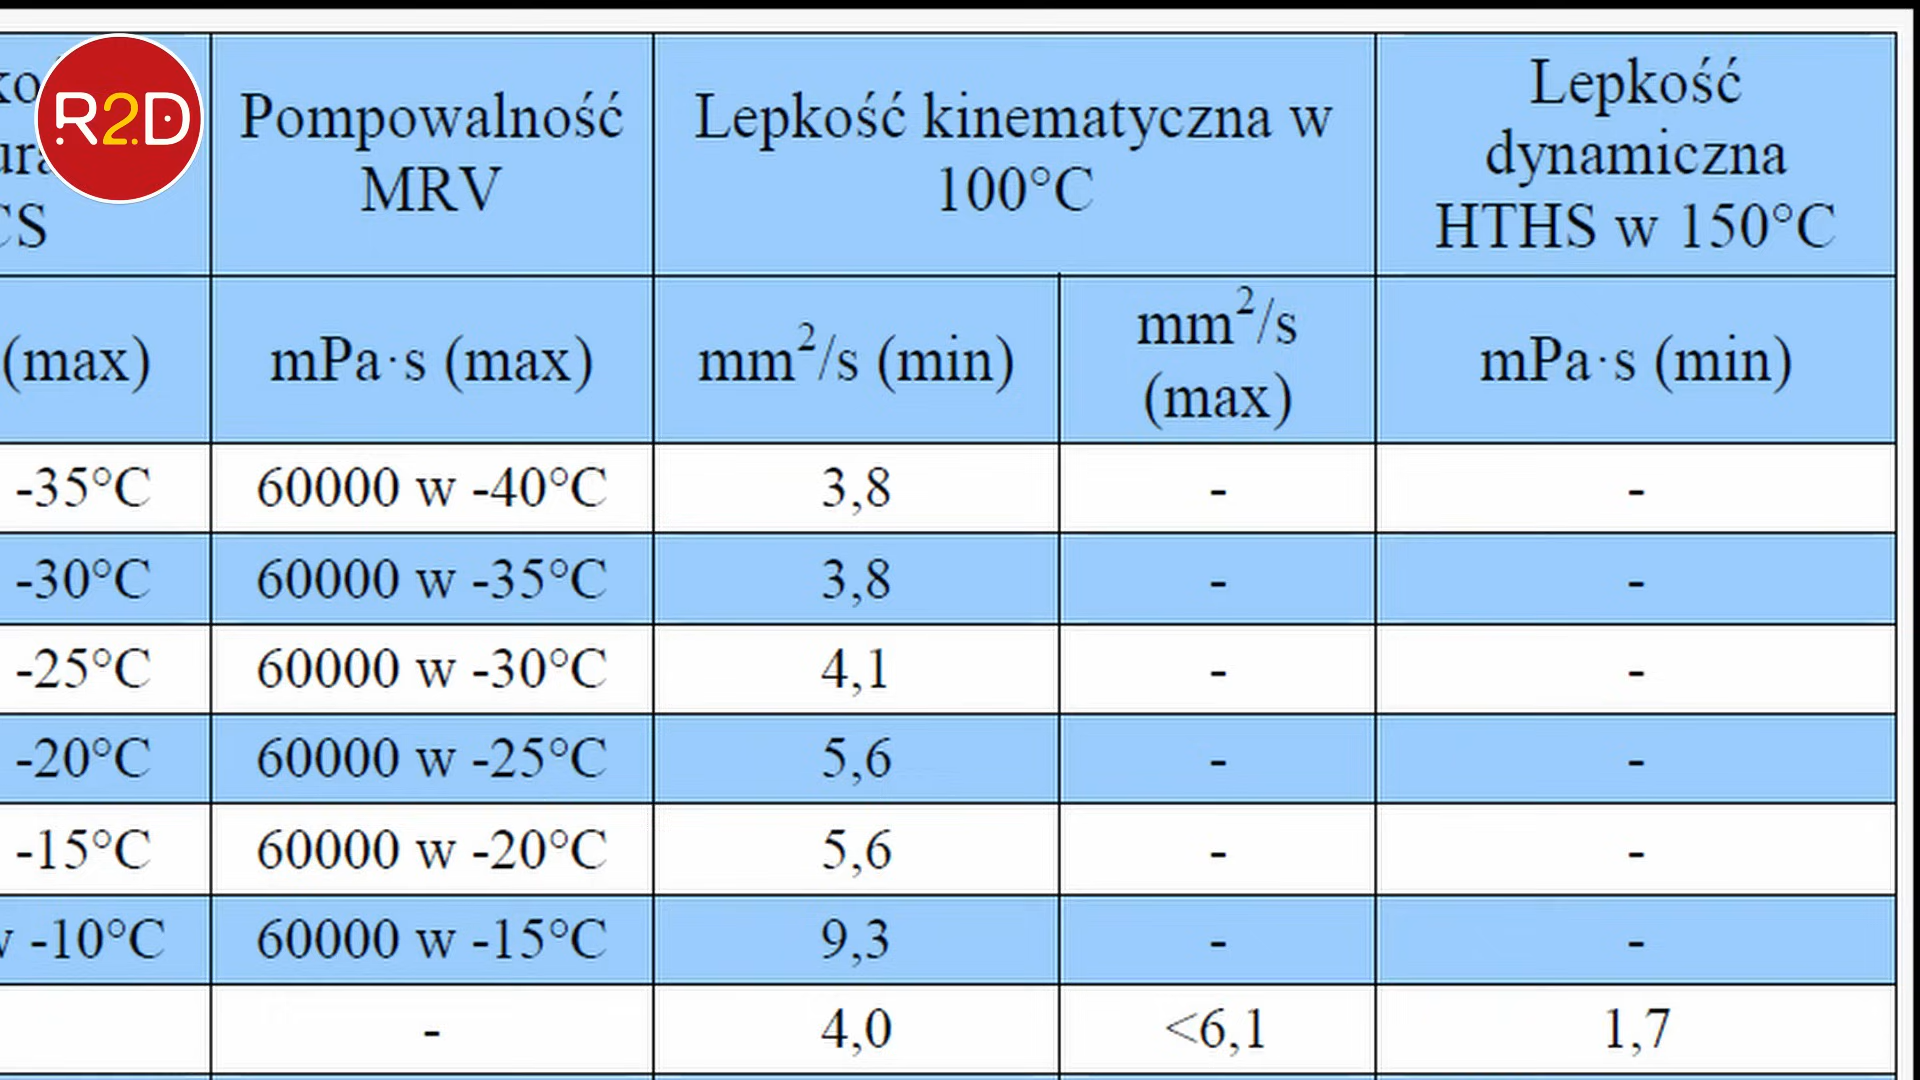 R2D
CS
Pompowalność
MRV
Lepkość kinematyczna w
100°C
Lepkość
dynamiczna
HTHS w 150°C
(max)
mPa·s (max)
mm²/s (min)
mm²/s
(max)
mPa·s (min)
-35°C 60000 w -40°C 3,8 - -
-30°C 60000 w -35°C 3,8 - -
-25°C 60000 w -30°C 4,1 - -
-20°C 60000 w -25°C 5,6 - -
-15°C 60000 w -20°C 5,6 - -
w -10°C 60000 w -15°C 9,3 - -
- 4,0 <6,1 1,7